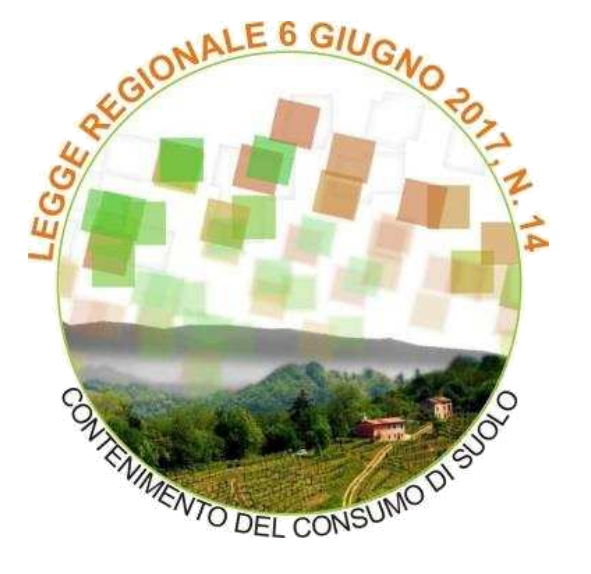 LEGGE REGIONALE 6 GIUGNO 2017, N. 14
CONTENIMENTO DEL CONSUMO DI SUOLO